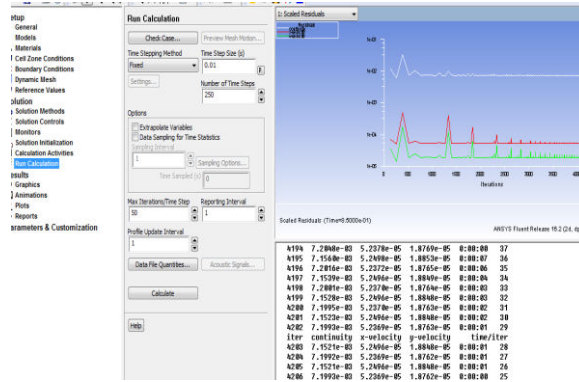 etup
General
Models
Materials
Cell Zone Conditions
Boundary Conditions
Dynamic Mesh
Reference Values
olution
Solution Methods
Solution Controls
Monitors
Solution Initialization
Calculation Activities
Run Calculation
esults
Graphics
Animations
Plots
Reports
arameters & Customization
Run Calculation
Check Case...
Preview Mesh Motion...
Time Stepping Method
Time Step Size (s)
Fixed
0.01
Settings...
Number of Time Steps
250
Options
Extrapolate Variables
Data Sampling for Time Statistics
Sampling Interval
1
Sampling Options...
Time Sampled (s)
0
Max Iterations/Time Step
Reporting Interval
50
1
Profile Update Interval
1
Data File Quantities...
Acoustic Signals...
Calculate
Help
1: Scaled Residuals
Iterations
Scaled Residuals (Time=8.5000e-01)
ANSYS Fluent Release 16.2 (2d, dp
4194 7.2048e-03 5.2378e-05 1.8769e-05 0:00:00 37
4195 7.1560e-03 5.2498e-05 1.8853e-05 0:00:07 36
4196 7.2016e-03 5.2372e-05 1.8765e-05 0:00:06 35
4197 7.1539e-03 5.2496e-05 1.8849e-05 0:00:04 34
4198 7.2001e-03 5.2370e-05 1.8764e-05 0:00:03 33
4199 7.1528e-03 5.2496e-05 1.8848e-05 0:00:03 32
4200 7.1995e-03 5.2370e-05 1.8763e-05 0:00:02 31
4201 7.1523e-03 5.2496e-05 1.8848e-05 0:00:02 30
4202 7.1993e-03 5.2369e-05 1.8763e-05 0:00:01 29
iter continuity x-velocity y-velocity time/iter
4203 7.1521e-03 5.2496e-05 1.8848e-05 0:00:01 28
4204 7.1992e-03 5.2369e-05 1.8762e-05 0:00:01 27
4205 7.1521e-03 5.2496e-05 1.8848e-05 0:00:01 26
4206 7.1993e-03 5.2369e-05 1.8762e-05 0:00:00 25